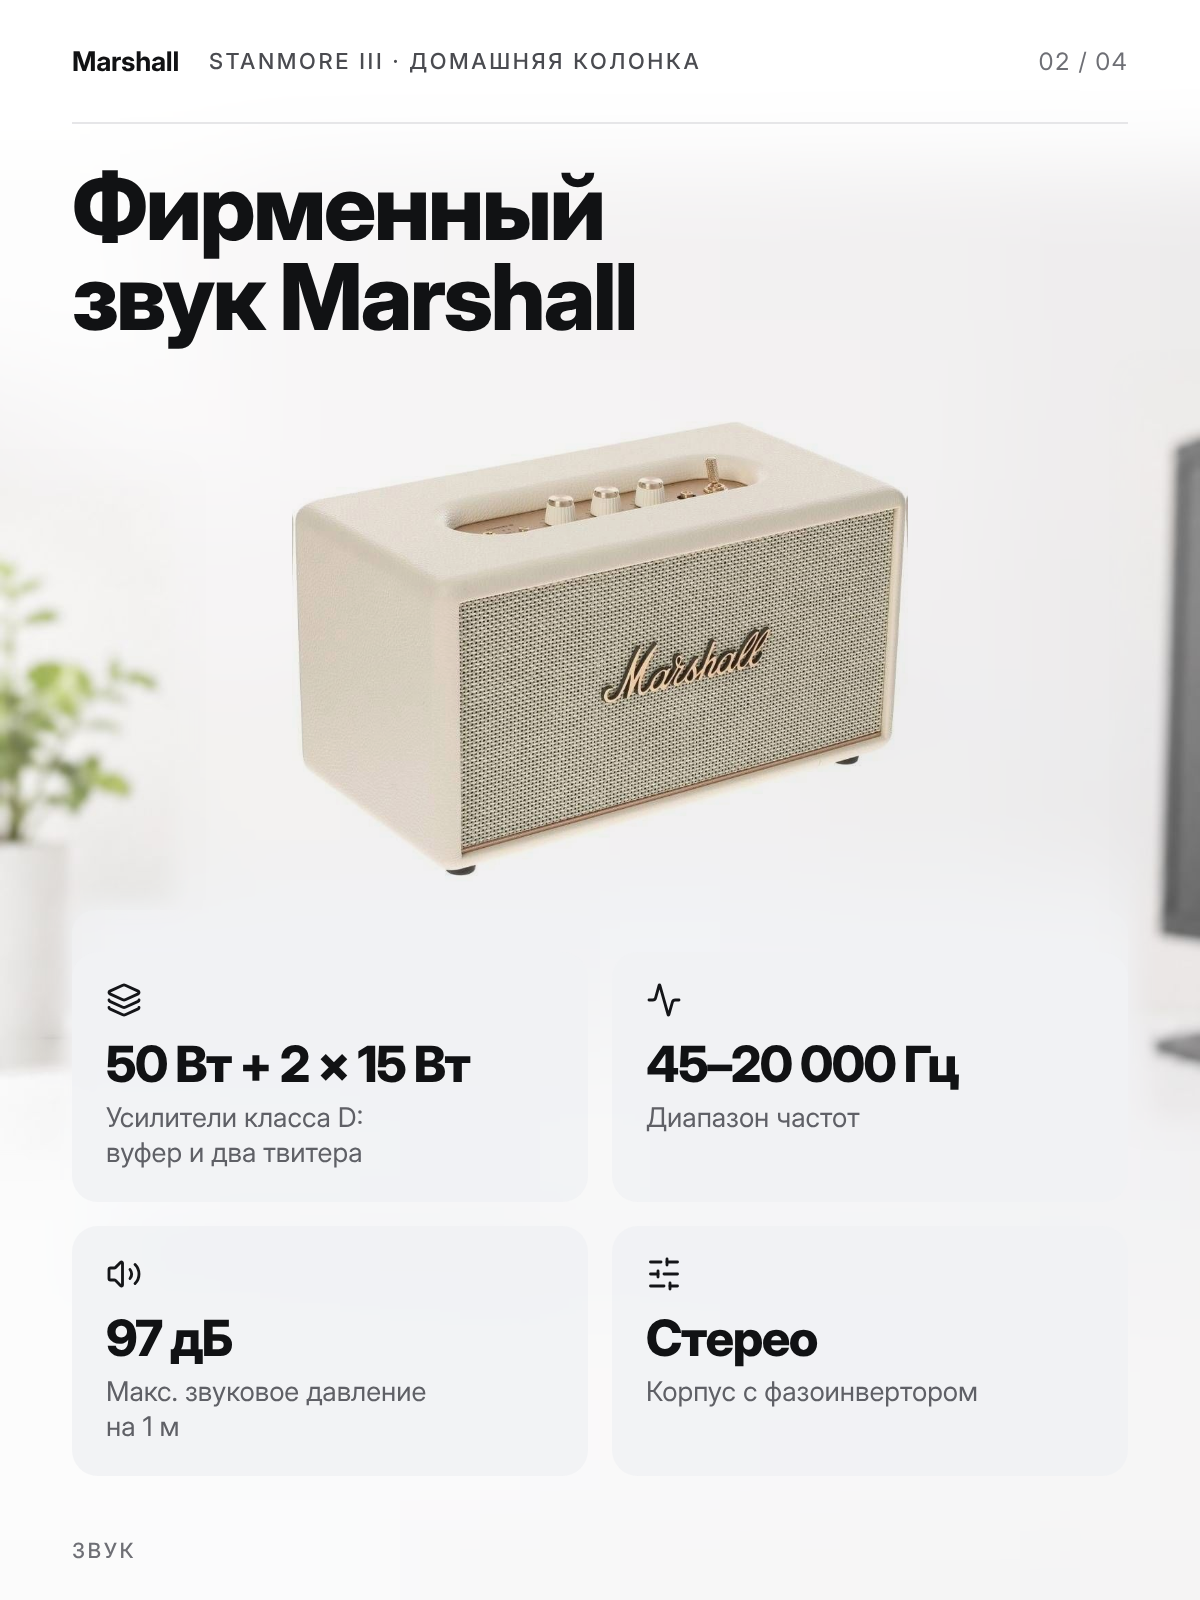 Marshall STANMORE III · ДОМАШНЯЯ КОЛОНКА 02 / 04
Фирменный
звук Marshall
Marshall
50 Вт + 2 × 15 Вт
Усилители класса D:
вуфер и два твитера
45–20 000 Гц
Диапазон частот
97 дБ
Макс. звуковое давление
на 1 м
Стерео
Корпус с фазоинвертором
ЗВУК